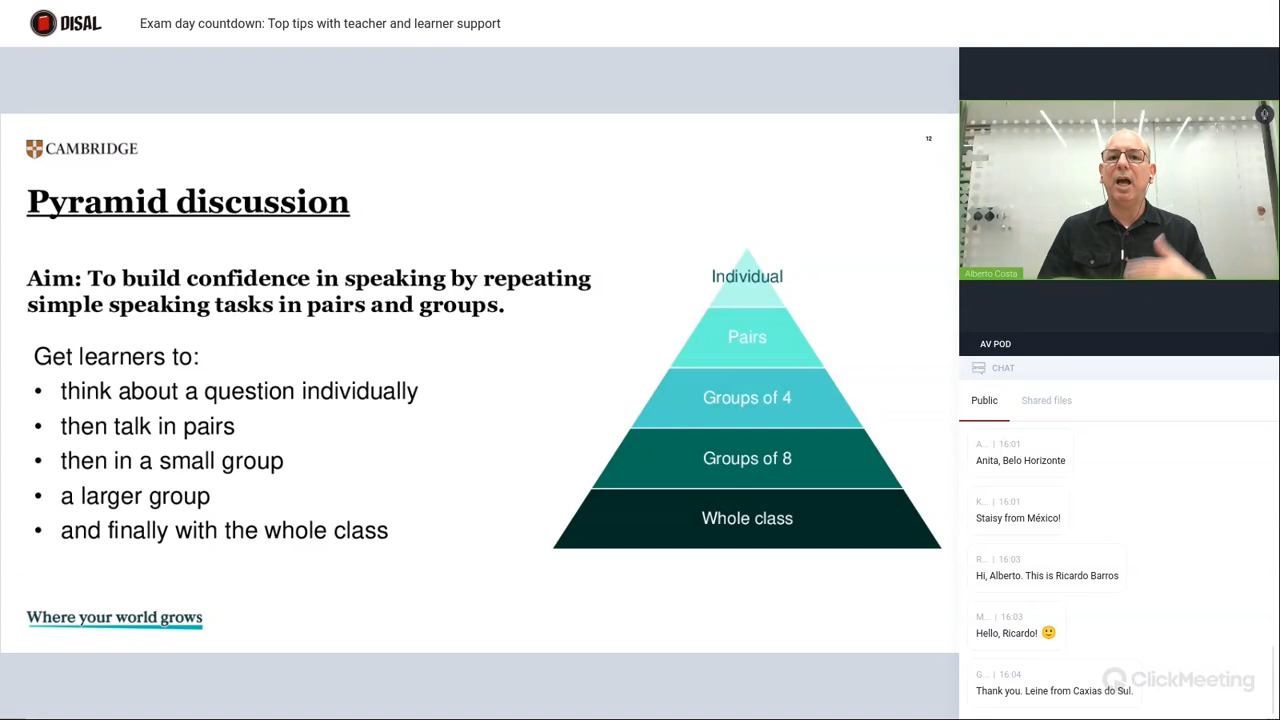 DISAL
Exam day countdown: Top tips with teacher and learner support
CAMBRIDGE
12
Pyramid discussion
Aim: To build confidence in speaking by repeating
simple speaking tasks in pairs and groups.
Get learners to:
• think about a question individually
• then talk in pairs
• then in a small group
• a larger group
• and finally with the whole class
Individual
Pairs
Groups of 4
Groups of 8
Whole class
Where your world grows
Alberto Costa
AV POD
CHAT
Public
Shared files
A... | 16:01
Anita, Belo Horizonte
K... | 16:01
Staisy from México!
R... | 16:03
Hi, Alberto. This is Ricardo Barros
M... | 16:03
Hello, Ricardo! 🙂
G... | 16:04
Thank you. Leine from Caxias do Sul.
ClickMeeting